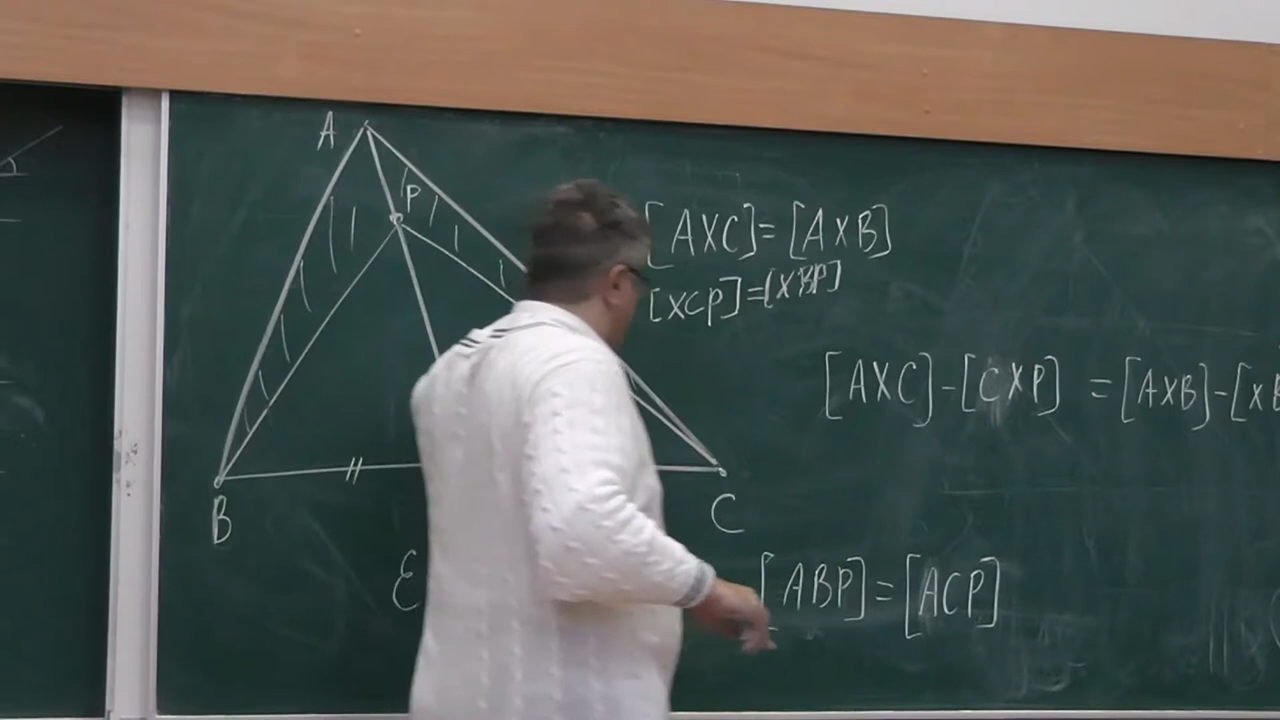 A
P
[AXC]=[AXB]
[XCP]=[XBP]
[AXC]-[CXP] =[AXB]-[XB
B
C
[ABP]=[ACP]